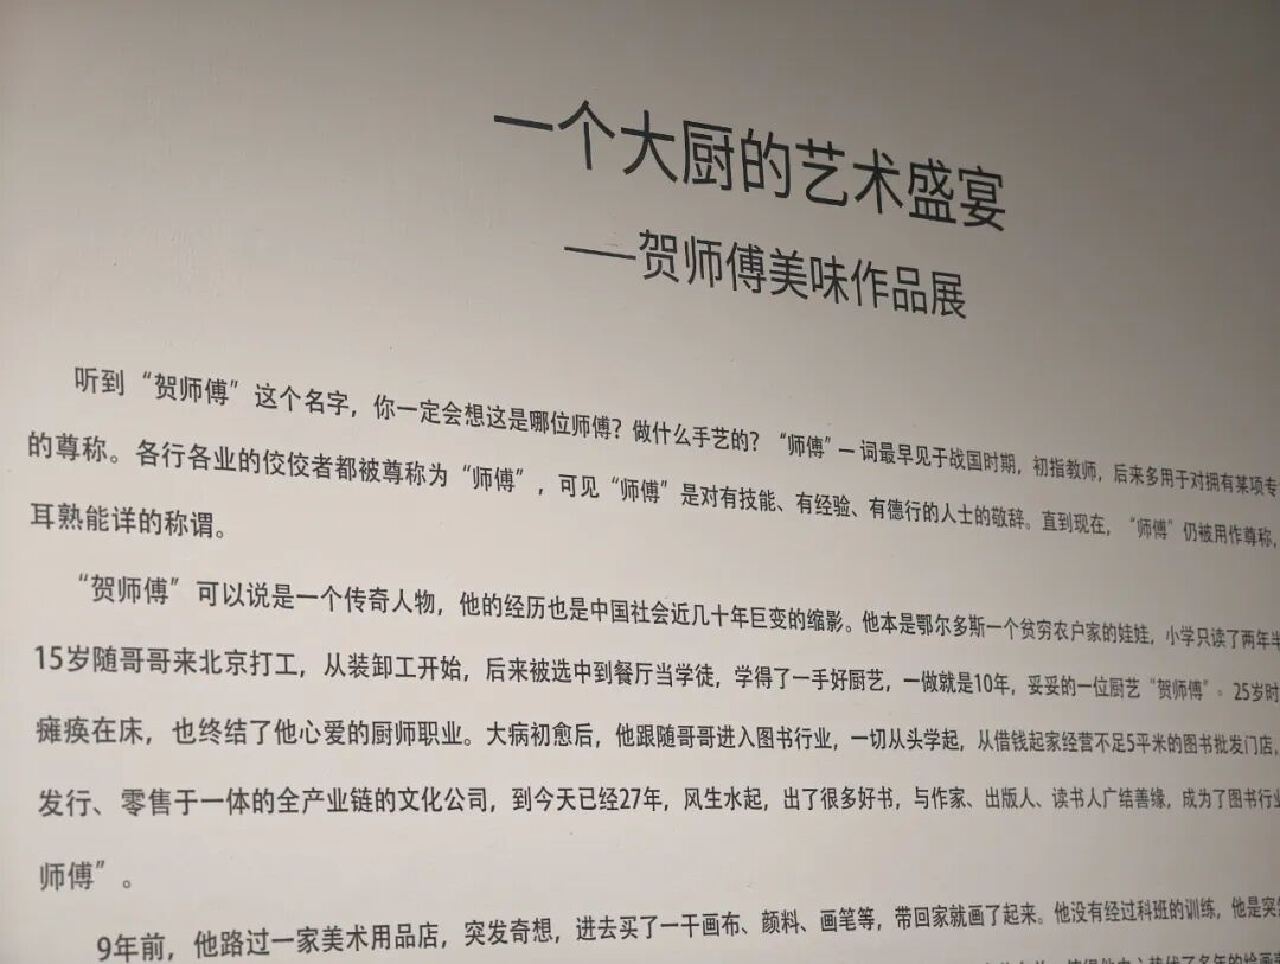 一个大厨的艺术盛宴
——贺师傅美味作品展
听到“贺师傅”这个名字，你一定会想这是哪位师傅？做什么手艺的？“师傅”一词最早见于战国时期，初指教师，后来多用于对拥有某项专
的尊称。各行各业的佼佼者都被尊称为“师傅”，可见“师傅”是对有技能、有经验、有德行的人士的敬辞。直到现在，“师傅”仍被用作尊称，
耳熟能详的称谓。
“贺师傅”可以说是一个传奇人物，他的经历也是中国社会近几十年巨变的缩影。他本是鄂尔多斯一个贫穷农户家的娃娃，小学只读了两年半
15岁随哥哥来北京打工，从装卸工开始，后来被选中到餐厅当学徒，学得了一手好厨艺，一做就是10年，妥妥的一位厨艺“贺师傅”。25岁时
瘫痪在床，也终结了他心爱的厨师职业。大病初愈后，他跟随哥哥进入图书行业，一切从头学起，从借钱起家经营不足5平米的图书批发门店，
发行、零售于一体的全产业链的文化公司，到今天已经27年，风生水起，出了很多好书，与作家、出版人、读书人广结善缘，成为了图书行业
师傅”。
9年前，他路过一家美术用品店，突发奇想，进去买了一干画布、颜料、画笔等，带回家就画了起来。他没有经过科班的训练，他是突